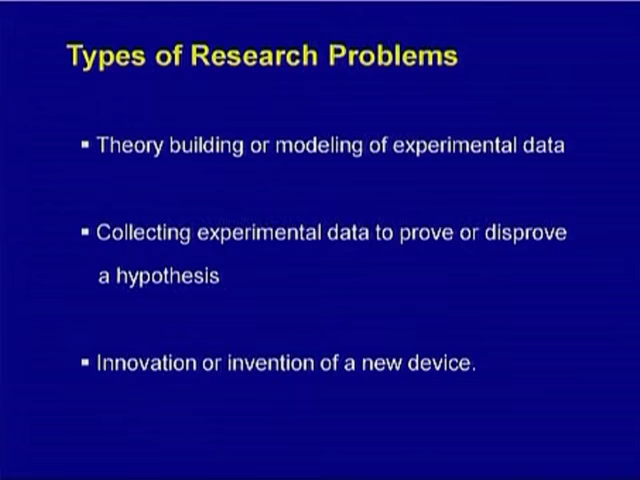 Types of Research Problems
▪ Theory building or modeling of experimental data
▪ Collecting experimental data to prove or disprove
a hypothesis
▪ Innovation or invention of a new device.